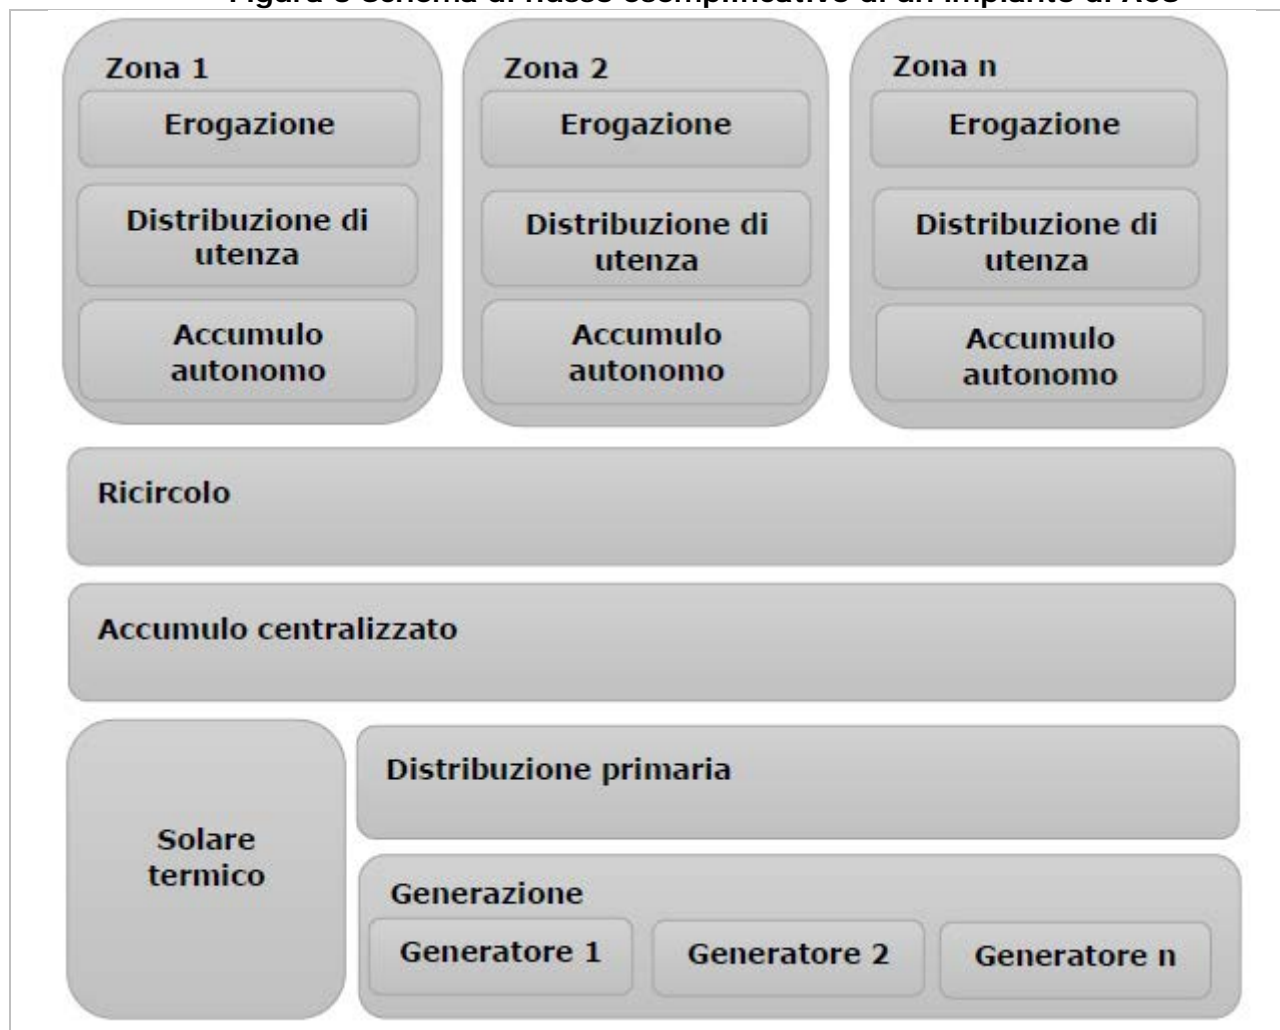 Zona 1
Erogazione
Distribuzione di
utenza
Accumulo
autonomo
Zona 2
Erogazione
Distribuzione di
utenza
Accumulo
autonomo
Zona n
Erogazione
Distribuzione di
utenza
Accumulo
autonomo
Ricircolo
Accumulo centralizzato
Solare
termico
Distribuzione primaria
Generazione
Generatore 1
Generatore 2
Generatore n